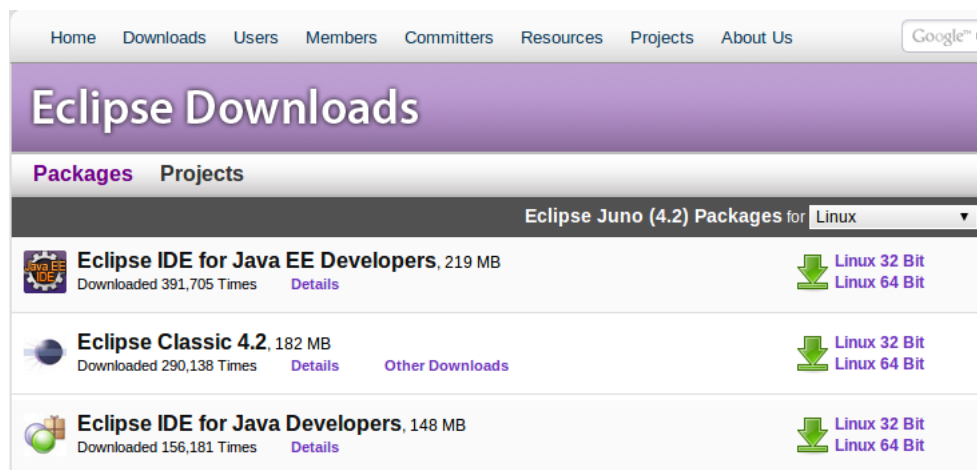 Home Downloads Users Members Committers Resources Projects About Us Google™
Eclipse Downloads
Packages Projects
Eclipse Juno (4.2) Packages for Linux
Java EE
IDE
Eclipse IDE for Java EE Developers, 219 MB
Downloaded 391,705 Times Details
Linux 32 Bit
Linux 64 Bit
Eclipse Classic 4.2, 182 MB
Downloaded 290,138 Times Details Other Downloads
Linux 32 Bit
Linux 64 Bit
Eclipse IDE for Java Developers, 148 MB
Downloaded 156,181 Times Details
Linux 32 Bit
Linux 64 Bit